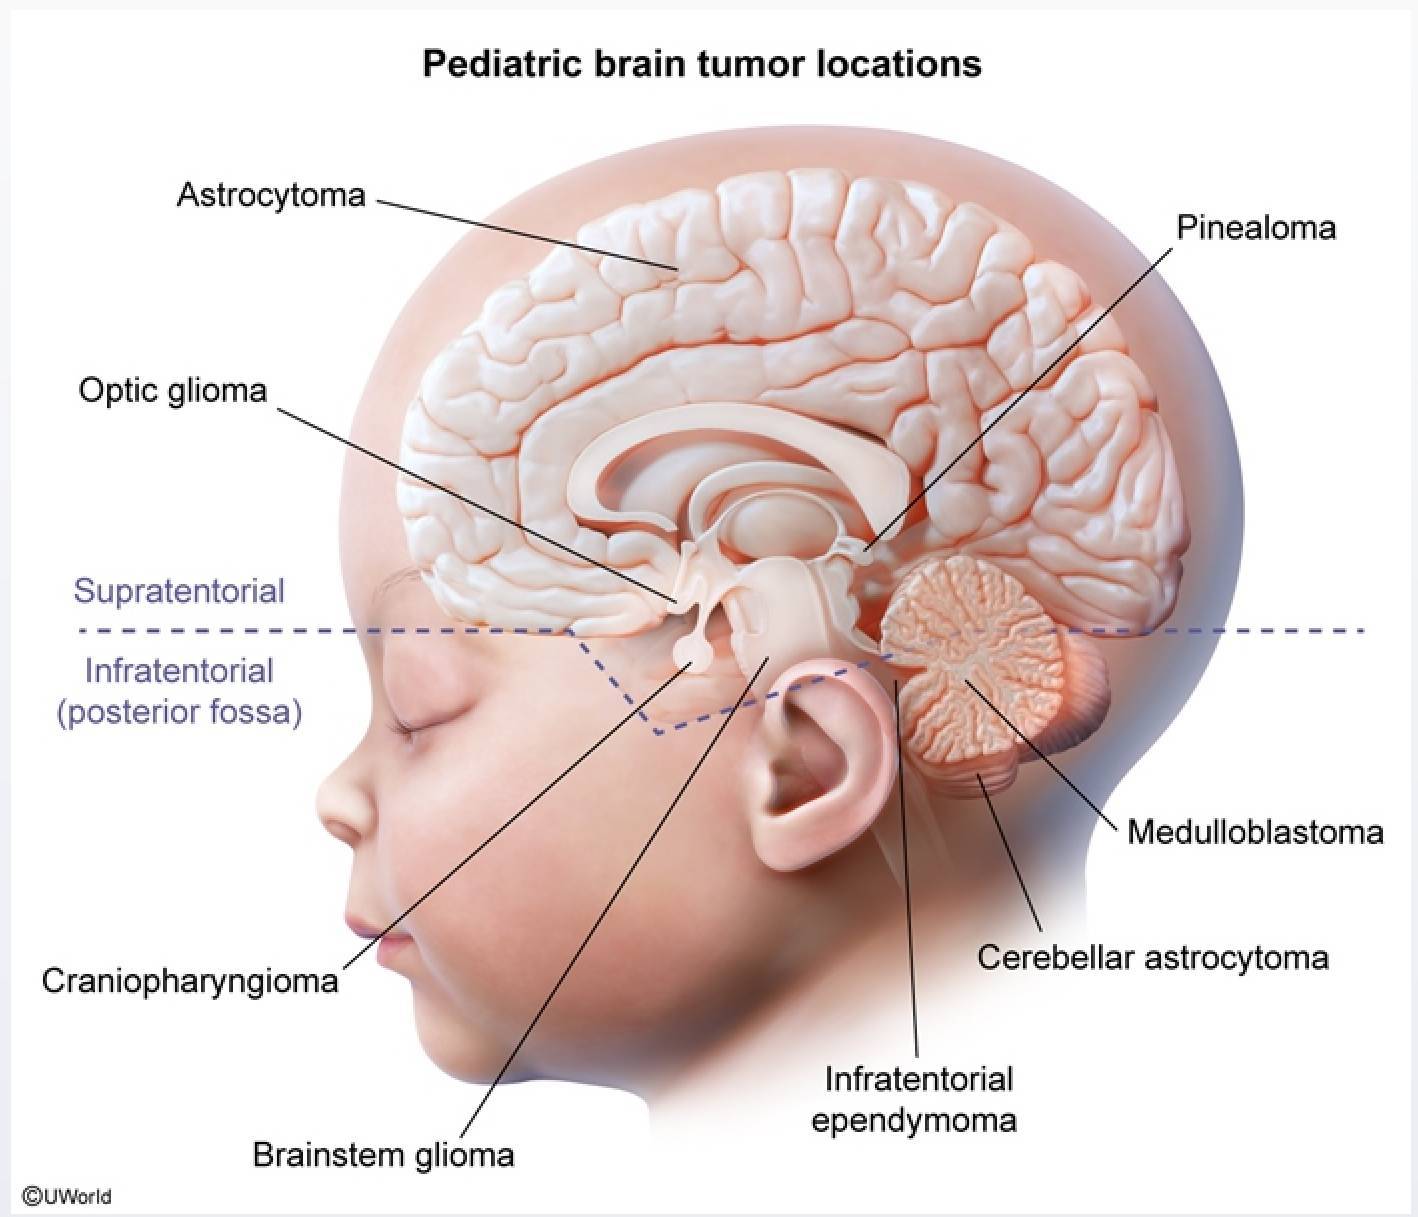 Pediatric brain tumor locations
Astrocytoma
Pinealoma
Optic glioma
Supratentorial
Infratentorial
(posterior fossa)
Medulloblastoma
Cerebellar astrocytoma
Craniopharyngioma
Infratentorial
ependymoma
Brainstem glioma
©UWorld